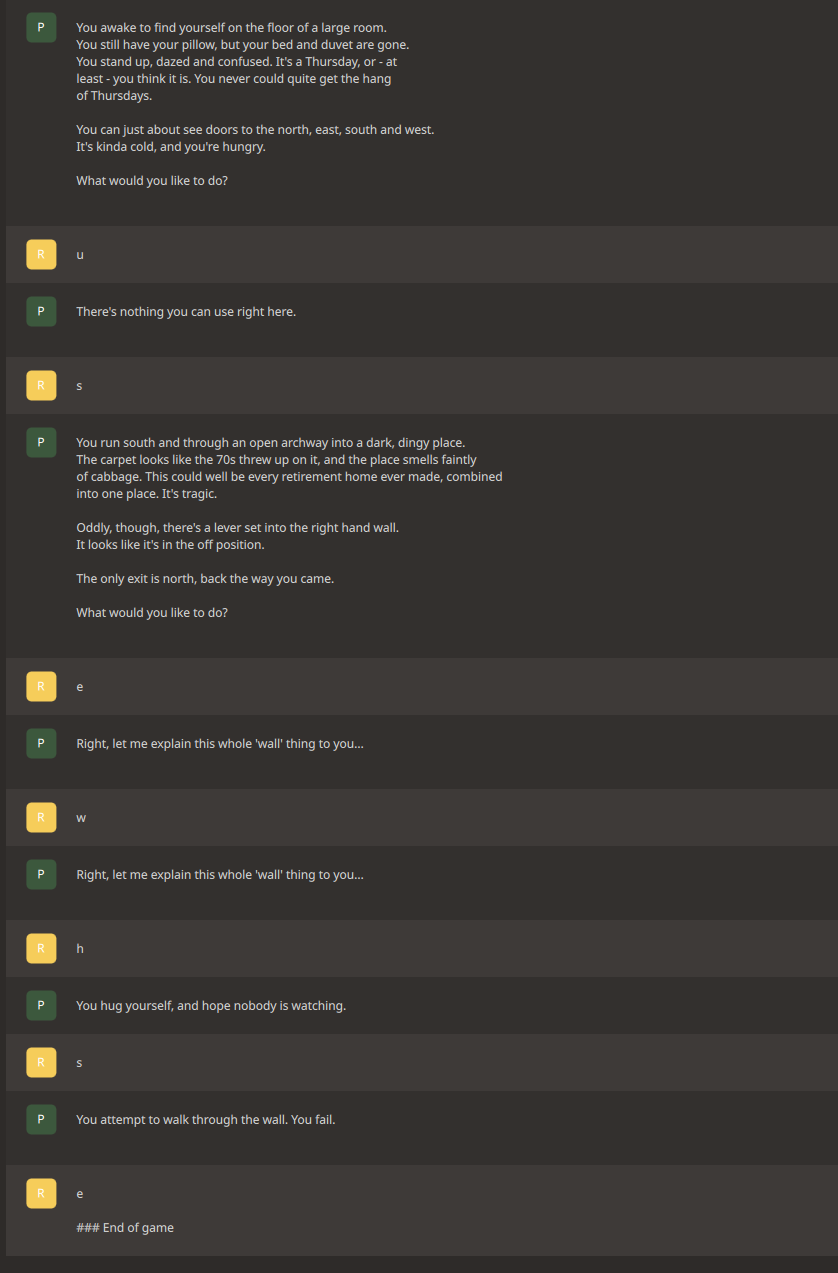 P
You awake to find yourself on the floor of a large room.
You still have your pillow, but your bed and duvet are gone.
You stand up, dazed and confused. It's a Thursday, or - at
least - you think it is. You never could quite get the hang
of Thursdays.
You can just about see doors to the north, east, south and west.
It's kinda cold, and you're hungry.
What would you like to do?
R
u
P
There's nothing you can use right here.
R
s
P
You run south and through an open archway into a dark, dingy place.
The carpet looks like the 70s threw up on it, and the place smells faintly
of cabbage. This could well be every retirement home ever made, combined
into one place. It's tragic.
Oddly, though, there's a lever set into the right hand wall.
It looks like it's in the off position.
The only exit is north, back the way you came.
What would you like to do?
R
e
P
Right, let me explain this whole 'wall' thing to you...
R
w
P
Right, let me explain this whole 'wall' thing to you...
R
h
P
You hug yourself, and hope nobody is watching.
R
s
P
You attempt to walk through the wall. You fail.
R
e
### End of game